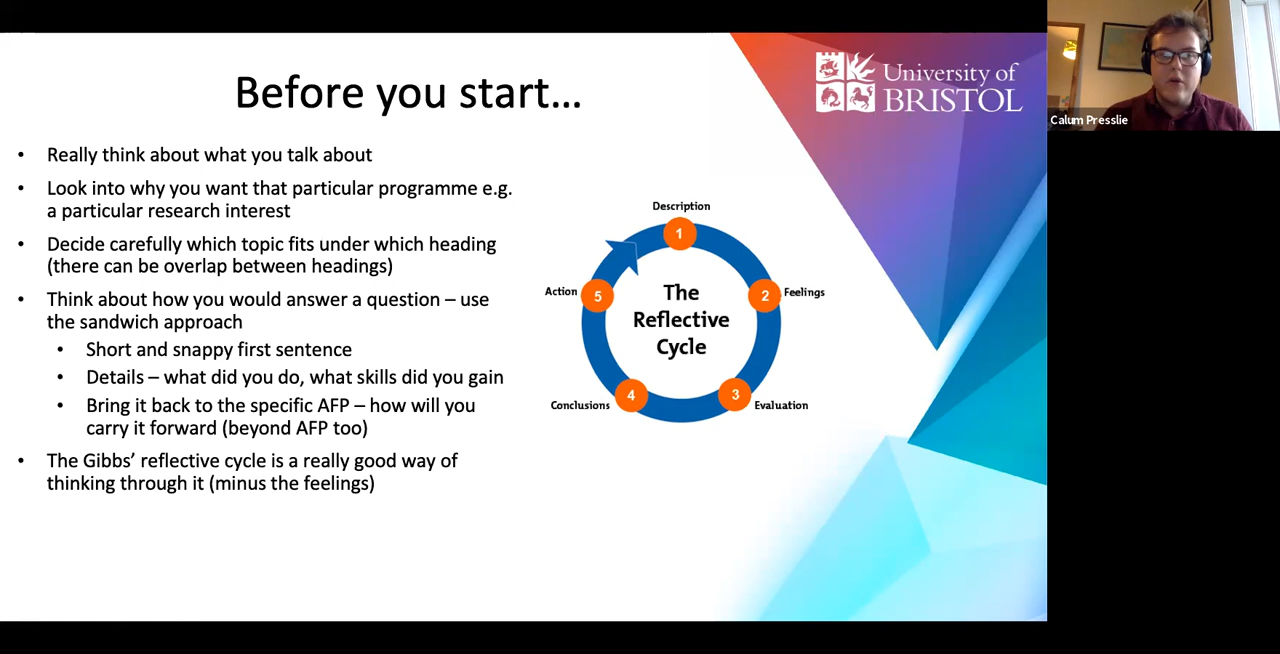 Before you start...
University of
BRISTOL
Calum Presslie
• Really think about what you talk about
• Look into why you want that particular programme e.g.
a particular research interest
• Decide carefully which topic fits under which heading
(there can be overlap between headings)
• Think about how you would answer a question – use
the sandwich approach
• Short and snappy first sentence
• Details – what did you do, what skills did you gain
• Bring it back to the specific AFP – how will you
carry it forward (beyond AFP too)
• The Gibbs’ reflective cycle is a really good way of
thinking through it (minus the feelings)
Description
1
2 Feelings
3 Evaluation
Conclusions 4
Action 5
The
Reflective
Cycle